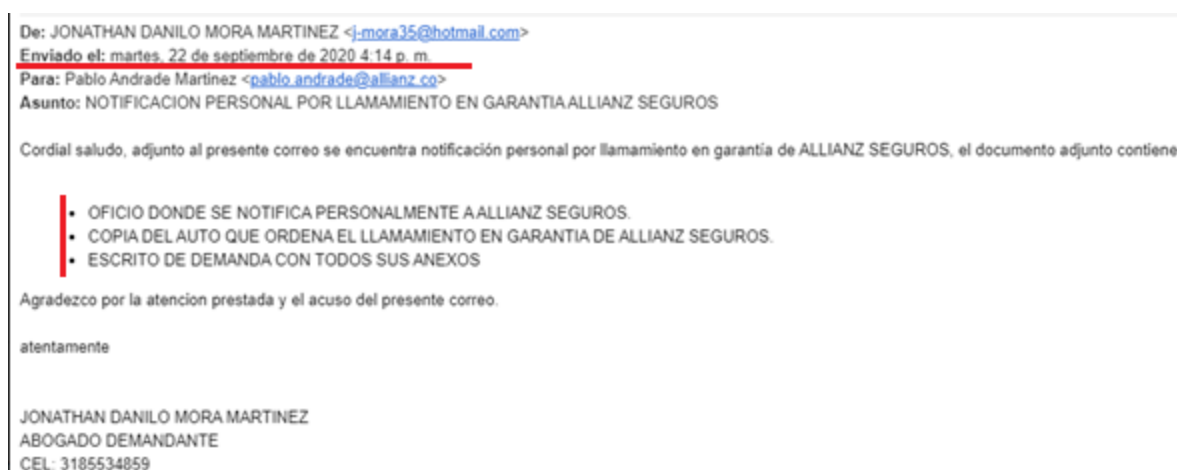 De: JONATHAN DANILO MORA MARTINEZ <j-mora35@hotmail.com>
Enviado el: martes, 22 de septiembre de 2020 4:14 p. m.
Para: Pablo Andrade Martinez <pablo.andrade@allianz.co>
Asunto: NOTIFICACION PERSONAL POR LLAMAMIENTO EN GARANTIA ALLIANZ SEGUROS
Cordial saludo, adjunto al presente correo se encuentra notificación personal por llamamiento en garantía de ALLIANZ SEGUROS, el documento adjunto contiene
• OFICIO DONDE SE NOTIFICA PERSONALMENTE A ALLIANZ SEGUROS.
• COPIA DEL AUTO QUE ORDENA EL LLAMAMIENTO EN GARANTIA DE ALLIANZ SEGUROS.
• ESCRITO DE DEMANDA CON TODOS SUS ANEXOS
Agradezco por la atencion prestada y el acuso del presente correo.
atentamente
JONATHAN DANILO MORA MARTINEZ
ABOGADO DEMANDANTE
CEL: 3185534859